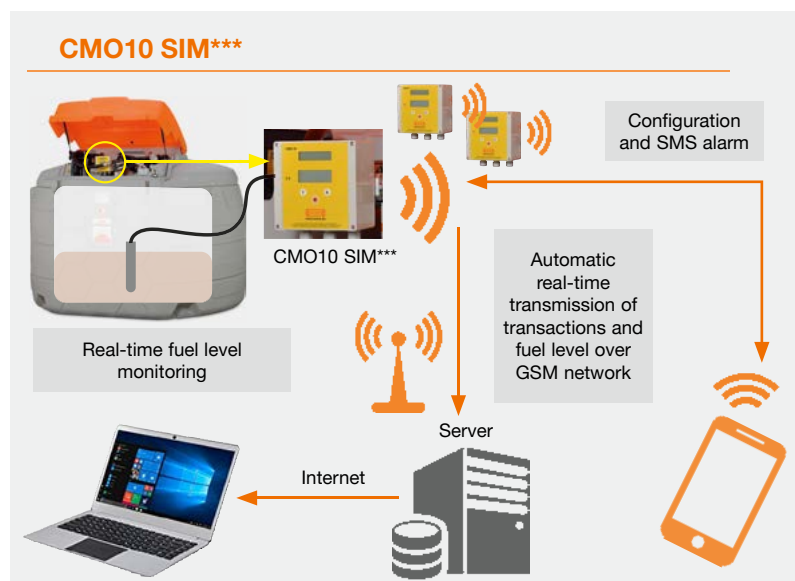 CMO10 SIM***
Configuration
and SMS alarm
CMO10 SIM***
Automatic
real-time
transmission of
transactions and
fuel level over
GSM network
Real-time fuel level
monitoring
Server
Internet